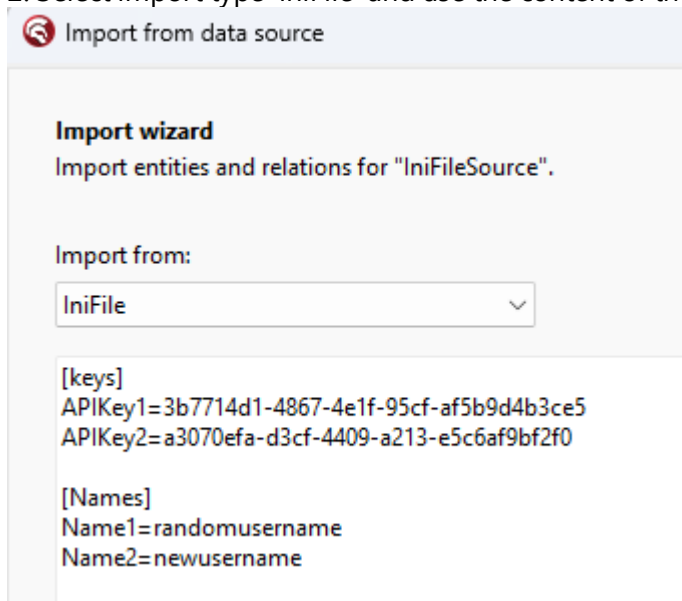 Import from data source
Import wizard
Import entities and relations for "IniFileSource".
Import from:
IniFile
[keys]
APIKey1=3b7714d1-4867-4e1f-95cf-af5b9d4b3ce5
APIKey2=a3070efa-d3cf-4409-a213-e5c6af9bf2f0
[Names]
Name1=randomusername
Name2=newusername